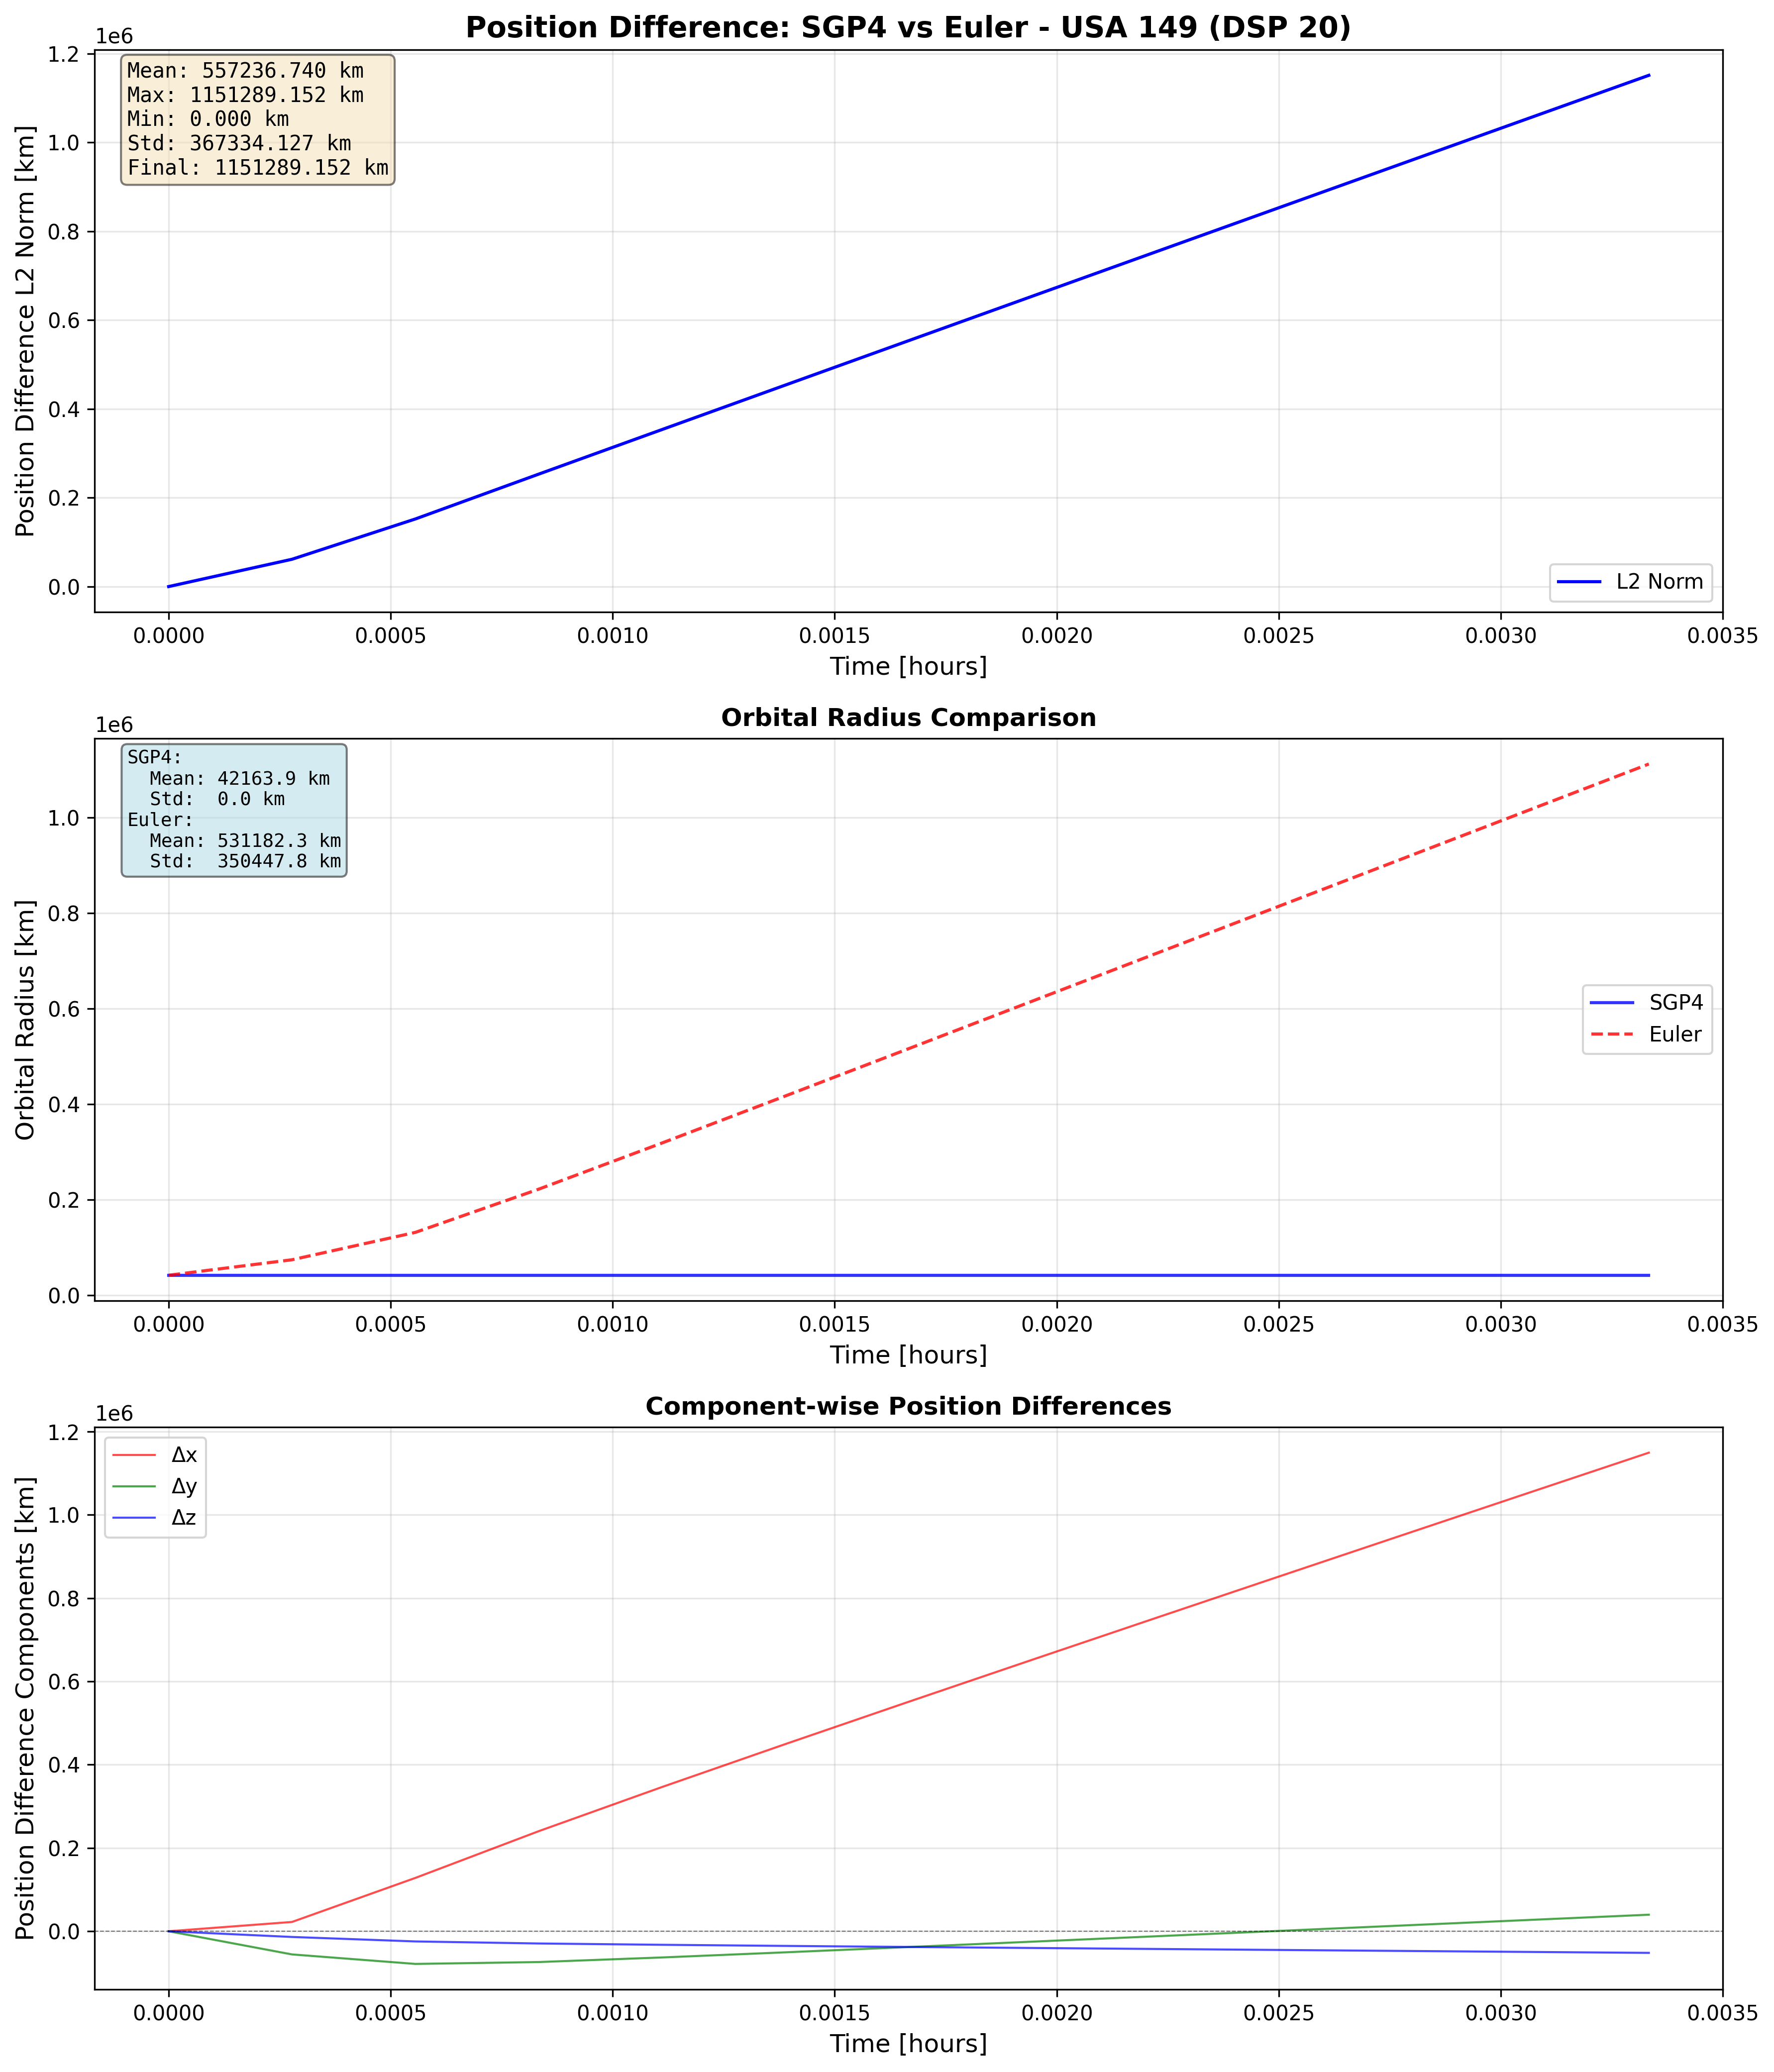 Position Difference: SGP4 vs Euler - USA 149 (DSP 20)
1e6
Mean: 557236.740 km
Max: 1151289.152 km
Min: 0.000 km
Std: 367334.127 km
Final: 1151289.152 km
Position Difference L2 Norm [km]
1.2
1.0
0.8
0.6
0.4
0.2
0.0
L2 Norm
0.0000 0.0005 0.0010 0.0015 0.0020 0.0025 0.0030 0.0035
Time [hours]
Orbital Radius Comparison
1e6
SGP4:
Mean: 42163.9 km
Std: 0.0 km
Euler:
Mean: 531182.3 km
Std: 350447.8 km
Orbital Radius [km]
1.0
0.8
0.6
0.4
0.2
0.0
SGP4
Euler
0.0000 0.0005 0.0010 0.0015 0.0020 0.0025 0.0030 0.0035
Time [hours]
Component-wise Position Differences
1e6
Δx
Δy
Δz
Position Difference Components [km]
1.2
1.0
0.8
0.6
0.4
0.2
0.0
0.0000 0.0005 0.0010 0.0015 0.0020 0.0025 0.0030 0.0035
Time [hours]